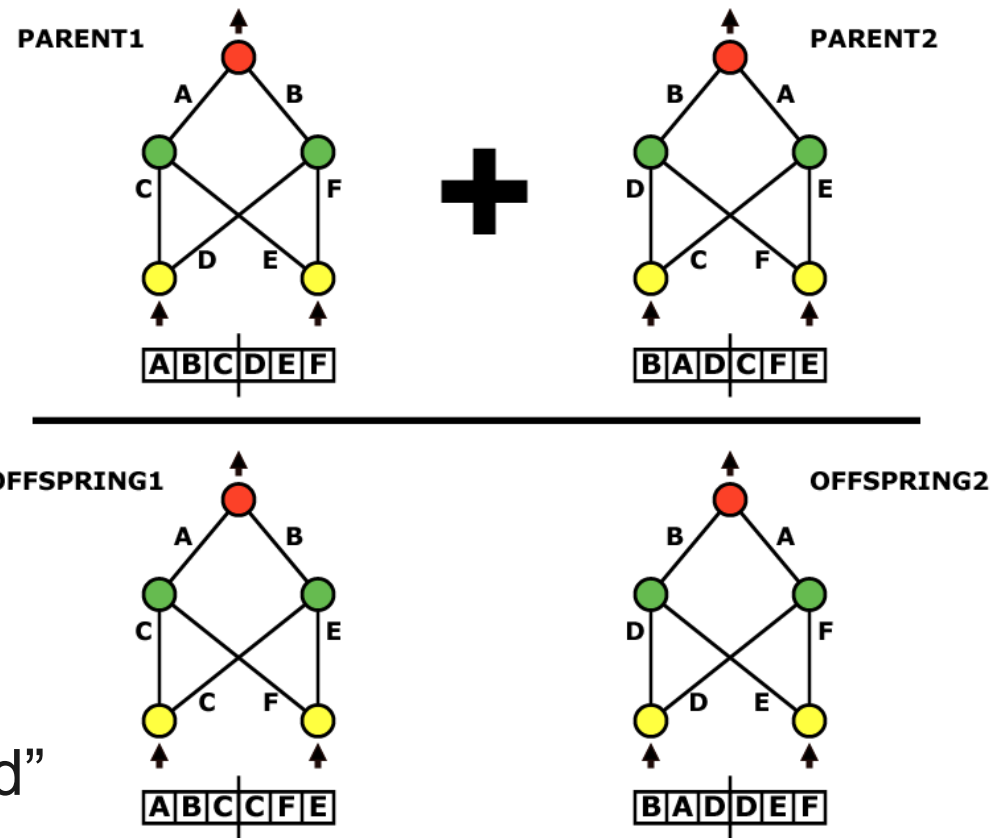 PARENT1
PARENT2
A B
B A
C F
D E
D E
C F
A B C D E F
B A D C F E
OFFSPRING1
OFFSPRING2
A B
B A
C E
D F
C F
D E
d”
A B C C F E
B A D D E F